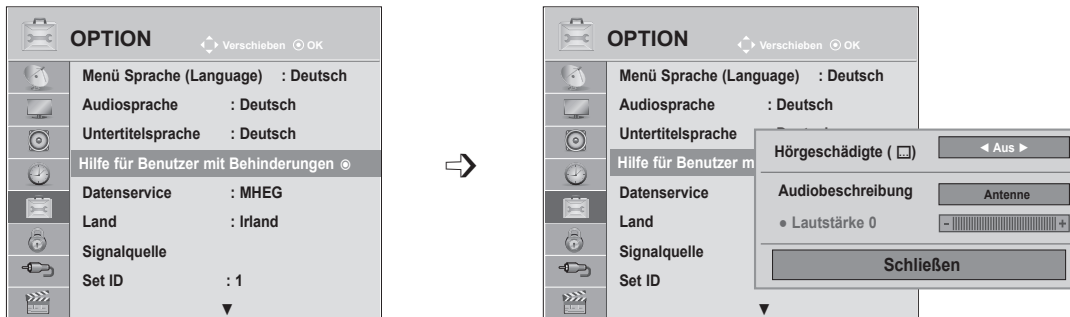 OPTION
Verschieben OK
Menü Sprache (Language) : Deutsch
Audiosprache : Deutsch
Untertitelsprache : Deutsch
Hilfe für Benutzer mit Behinderungen
Datenservice : MHEG
Land : Irland
Signalquelle
Set ID : 1
OPTION
Verschieben OK
Menü Sprache (Language) : Deutsch
Audiosprache : Deutsch
Untertitelsprache
Hilfe für Benutzer m
Datenservice
Land
Signalquelle
Set ID
Hörgeschädigte ( ) ◀ Aus ▶
Audiobeschreibung Antenne
● Lautstärke 0 - +
Schließen